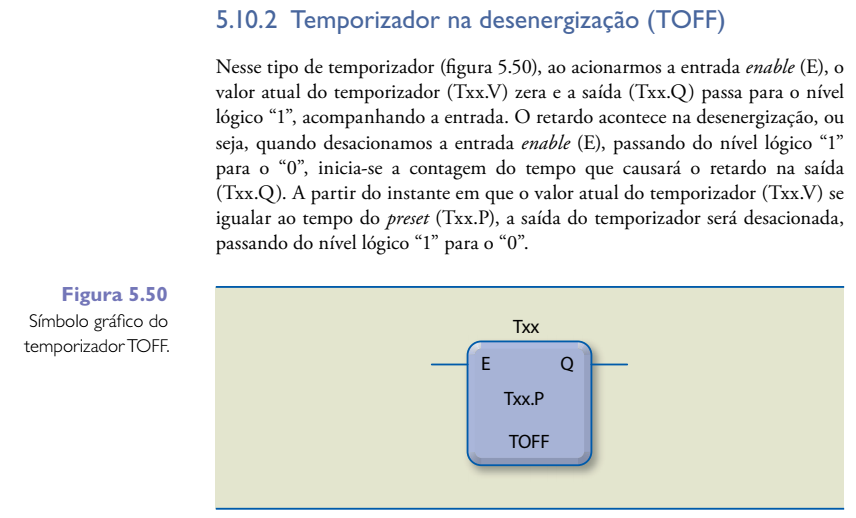 5.10.2 Temporizador na desenergização (TOFF)
Nesse tipo de temporizador (figura 5.50), ao acionarmos a entrada enable (E), o
valor atual do temporizador (Txx.V) zera e a saída (Txx.Q) passa para o nível
lógico “1”, acompanhando a entrada. O retardo acontece na desenergização, ou
seja, quando desacionamos a entrada enable (E), passando do nível lógico “1”
para o “0”, inicia-se a contagem do tempo que causará o retardo na saída
(Txx.Q). A partir do instante em que o valor atual do temporizador (Txx.V) se
igualar ao tempo do preset (Txx.P), a saída do temporizador será desacionada,
passando do nível lógico “1” para o “0”.
Figura 5.50
Símbolo gráfico do
temporizador TOFF.
Txx
E Q
Txx.P
TOFF